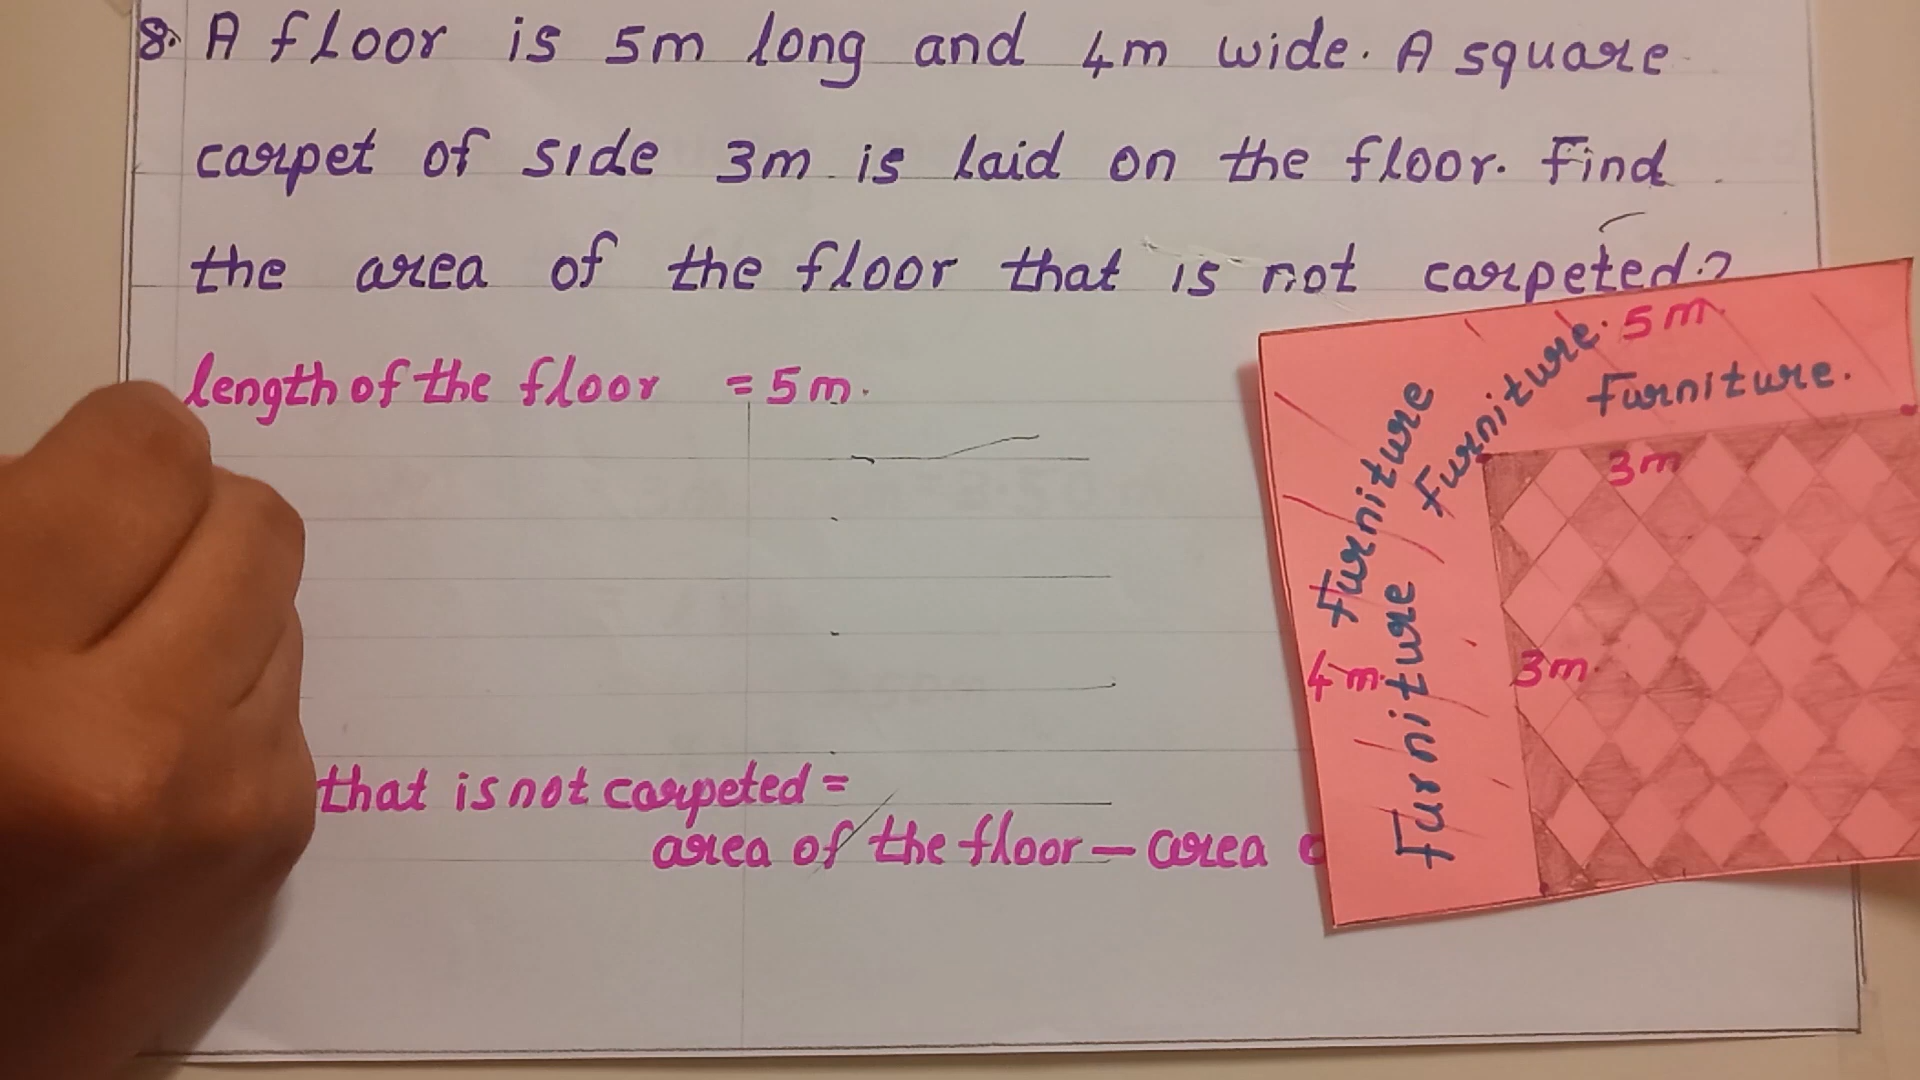 8. A floor is 5m long and 4m wide. A square
carpet of side 3m is laid on the floor. Find
the area of the floor that is not carpeted?
length of the floor = 5m.
that is not carpeted =
area of the floor — area
5m.
Furniture.
Furniture.
Furniture
Furniture
4m.
3m
3m.